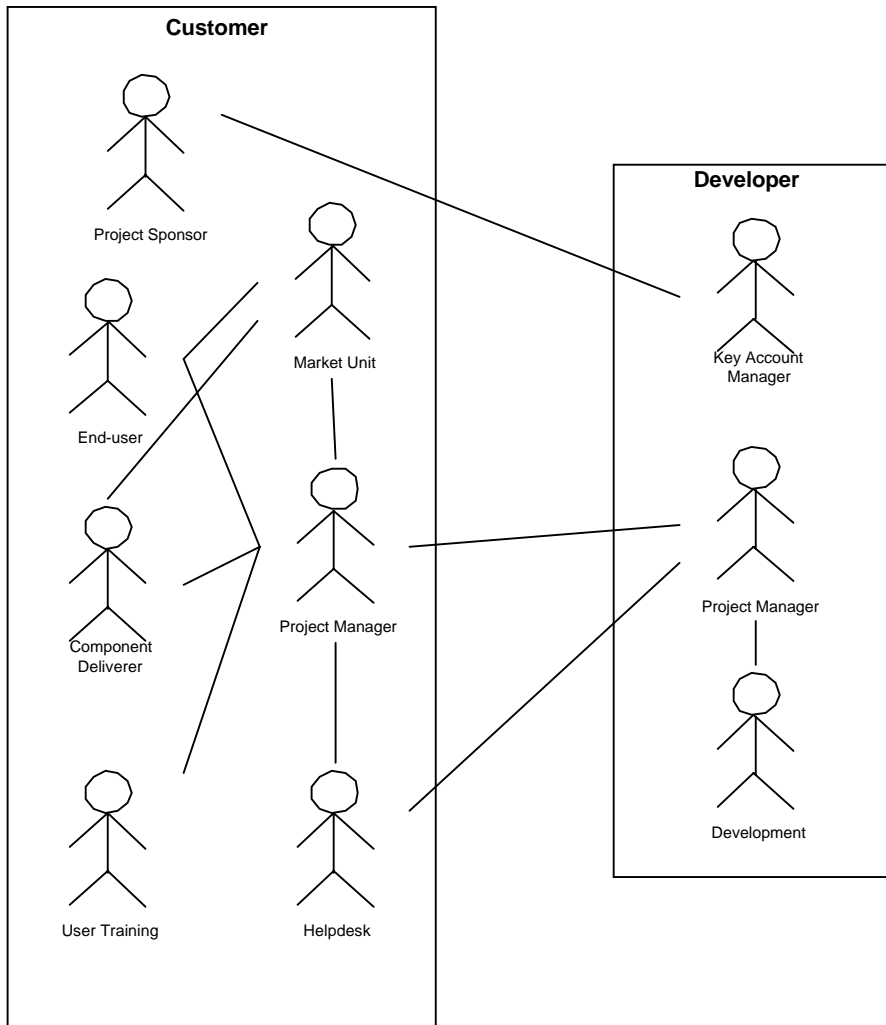 Customer
Project Sponsor
Market Unit
End-user
Component
Deliverer
Project Manager
User Training
Helpdesk
Developer
Key Account
Manager
Project Manager
Development